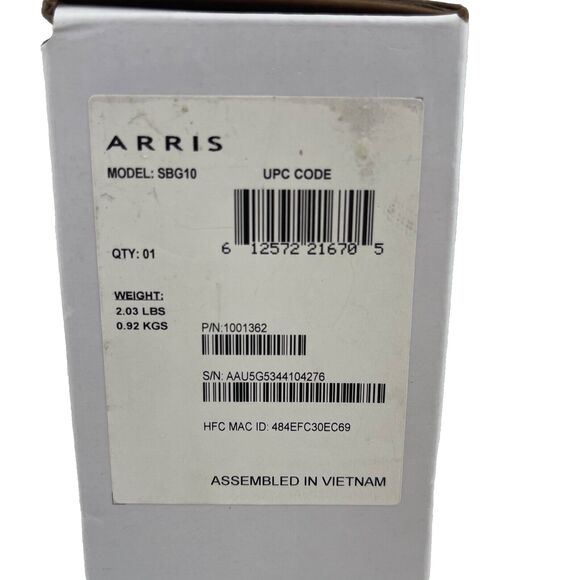 ARRIS
MODEL: SBG10 UPC CODE
6 12572 21670 5
QTY: 01
WEIGHT:
2.03 LBS
0.92 KGS
P/N:1001362
S/N: AAU5G5344104276
HFC MAC ID: 484EFC30EC69
ASSEMBLED IN VIETNAM